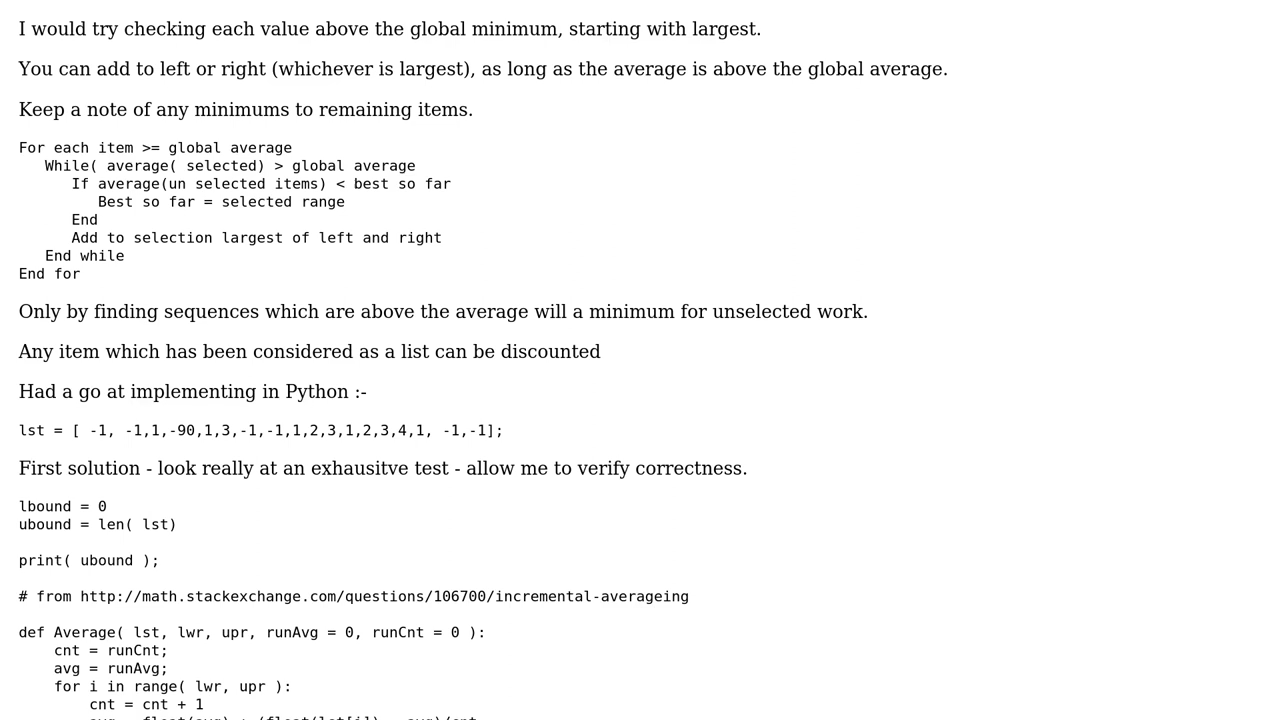 I would try checking each value above the global minimum, starting with largest.
You can add to left or right (whichever is largest), as long as the average is above the global average.
Keep a note of any minimums to remaining items.
For each item >= global average
   While( average( selected) > global average
      If average(un selected items) < best so far
         Best so far = selected range
      End
      Add to selection largest of left and right
   End while
End for
Only by finding sequences which are above the average will a minimum for unselected work.
Any item which has been considered as a list can be discounted
Had a go at implementing in Python :-
lst = [ -1, -1,1,-90,1,3,-1,-1,1,2,3,1,2,3,4,1, -1,-1];
First solution - look really at an exhausitve test - allow me to verify correctness.
lbound = 0
ubound = len( lst)
print( ubound );
# from http://math.stackexchange.com/questions/106700/incremental-averageing
def Average( lst, lwr, upr, runAvg = 0, runCnt = 0 ):
    cnt = runCnt;
    avg = runAvg;
    for i in range( lwr, upr ):
        cnt = cnt + 1
        avg = float(avg) + (float(lst[i]) - avg)/cnt